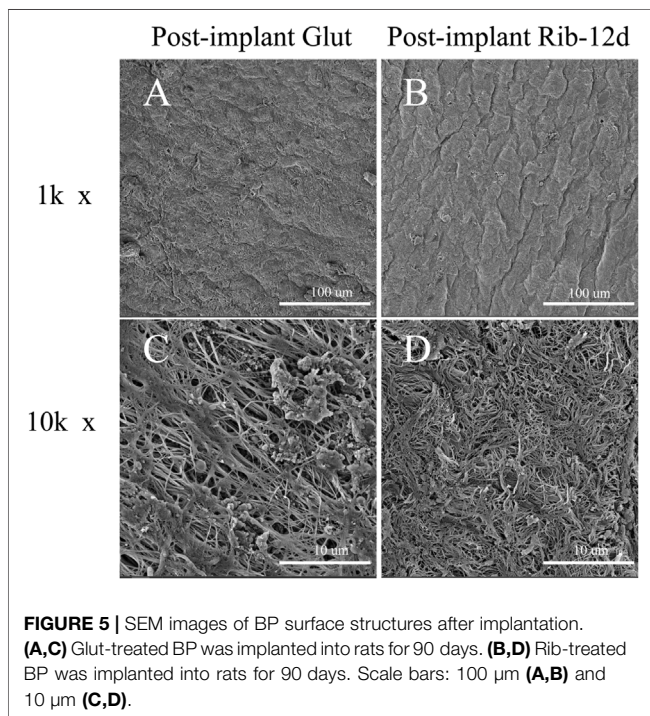 Post-implant Glut Post-implant Rib-12d
A B
1k x
100 um 100 um
C D
10k x
10 um 10 um
FIGURE 5 | SEM images of BP surface structures after implantation.
(A,C) Glut-treated BP was implanted into rats for 90 days. (B,D) Rib-treated
BP was implanted into rats for 90 days. Scale bars: 100 μm (A,B) and
10 μm (C,D).